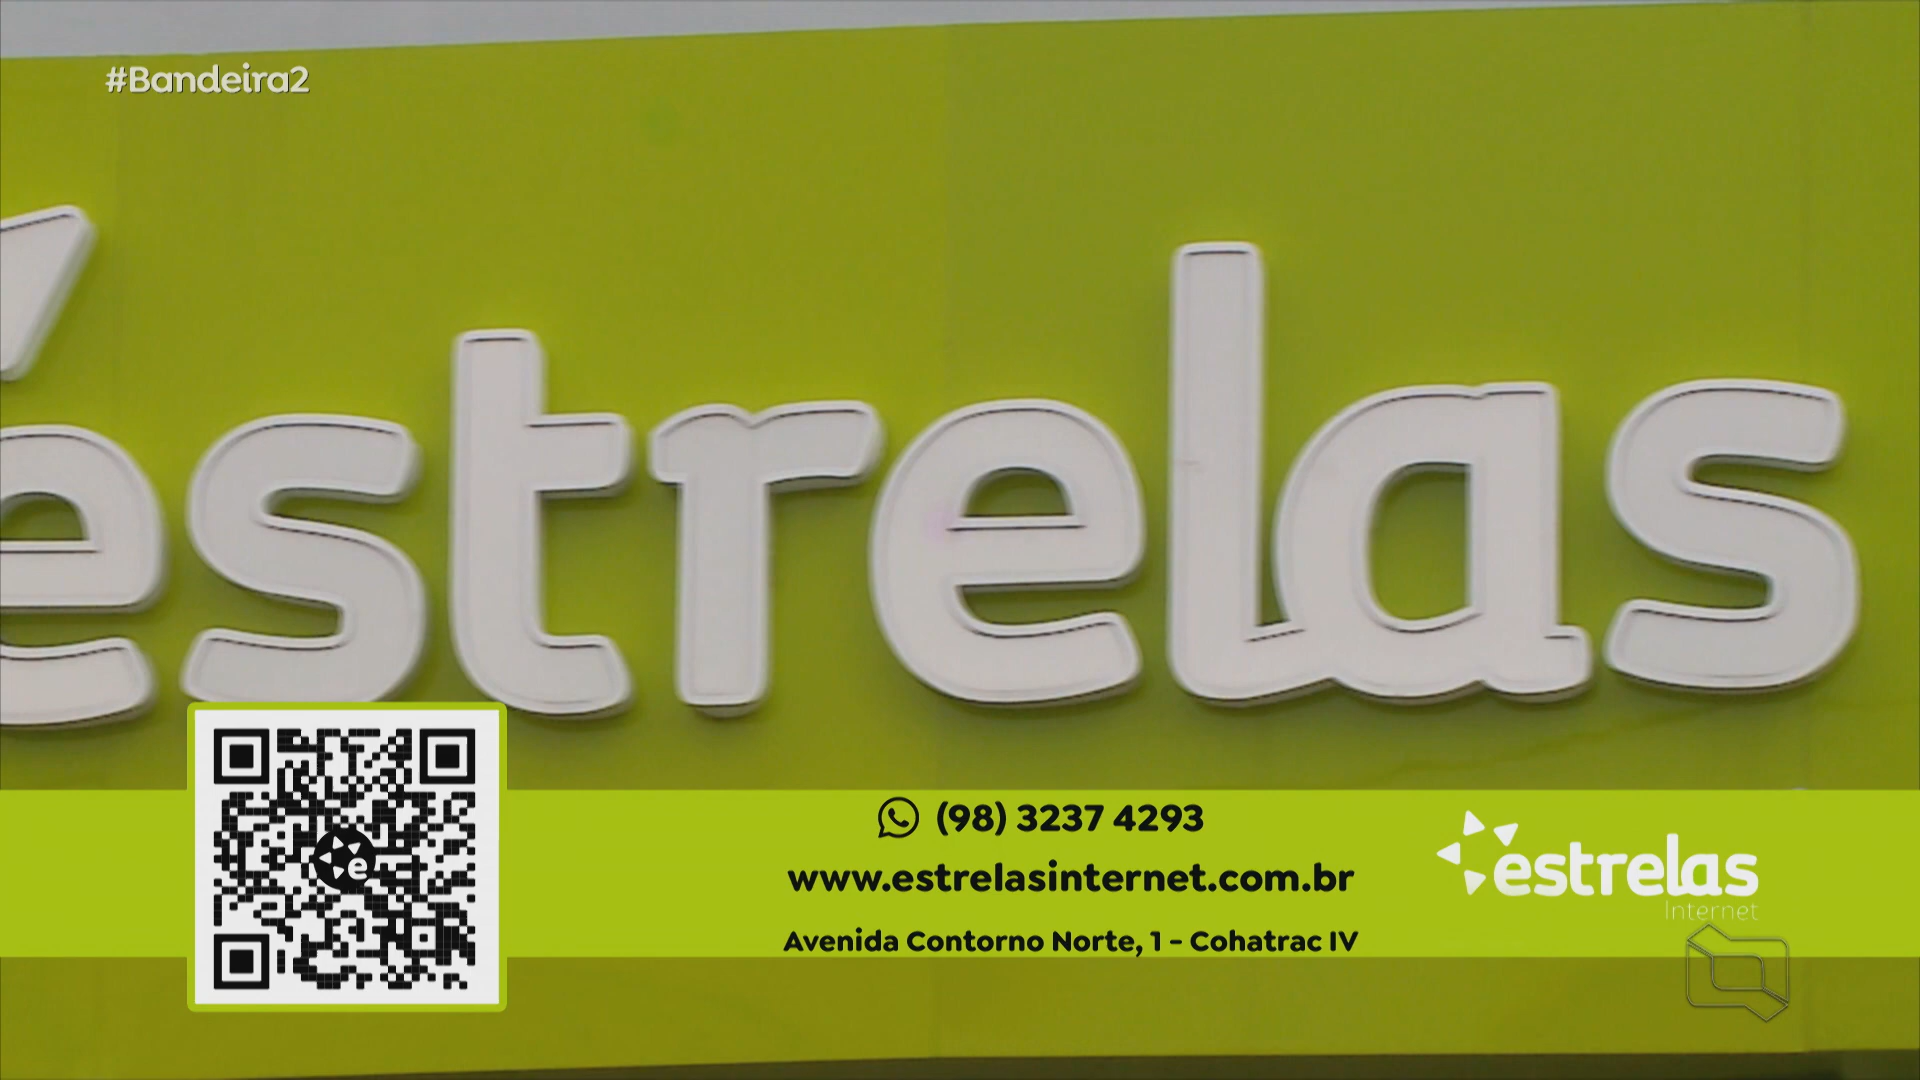 #Bandeira2
estrelas
e
(98) 3237 4293
www.estrelasinternet.com.br
Avenida Contorno Norte, 1 - Cohatrac IV
estrelas
Internet